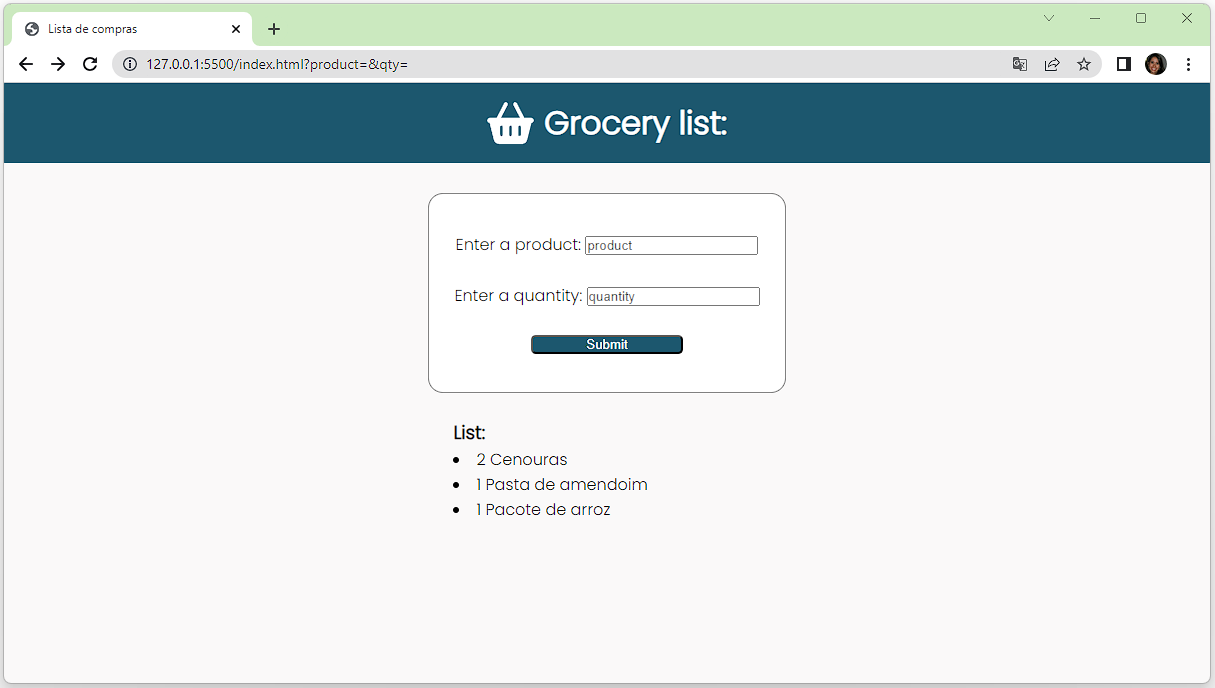 Lista de compras
127.0.0.1:5500/index.html?product=&qty=
Grocery list:
Enter a product: product
Enter a quantity: quantity
Submit
List:
2 Cenouras
1 Pasta de amendoim
1 Pacote de arroz